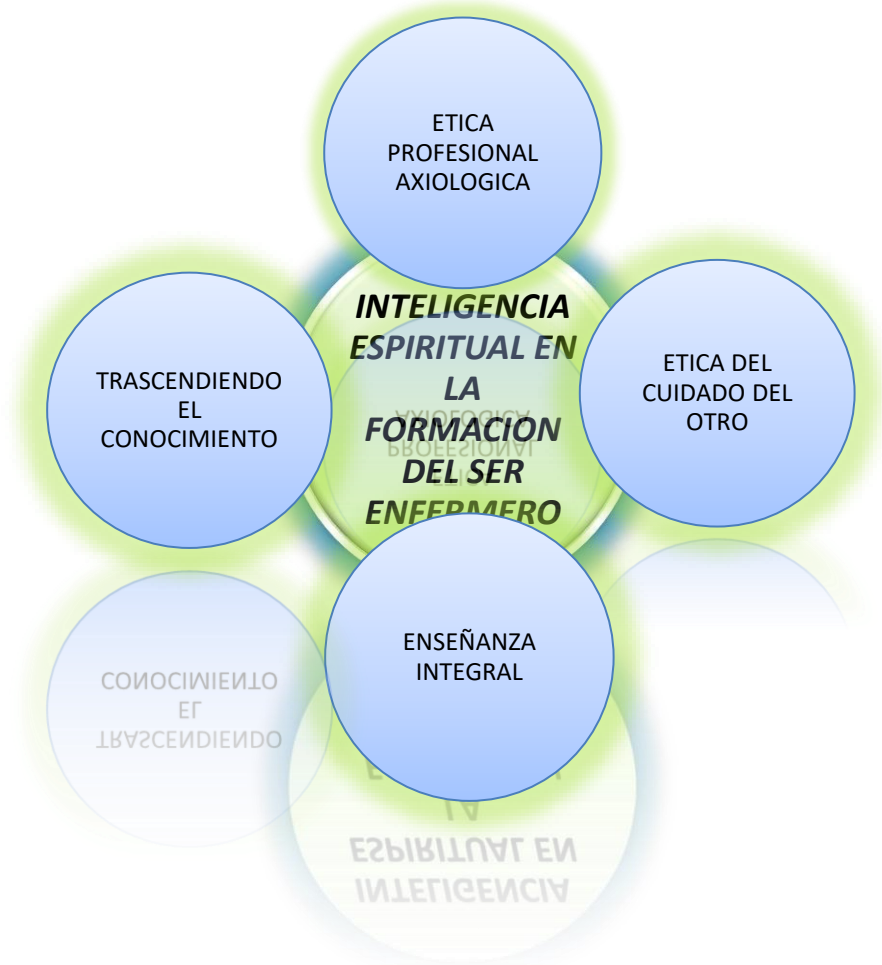 ETICA
PROFESIONAL
AXIOLOGICA
INTELIGENCIA
ESPIRITUAL EN
LA
FORMACION
DEL SER
ENFERMERO
TRASCENDIENDO
EL
CONOCIMIENTO
ETICA DEL
CUIDADO DEL
OTRO
ENSEÑANZA
INTEGRAL